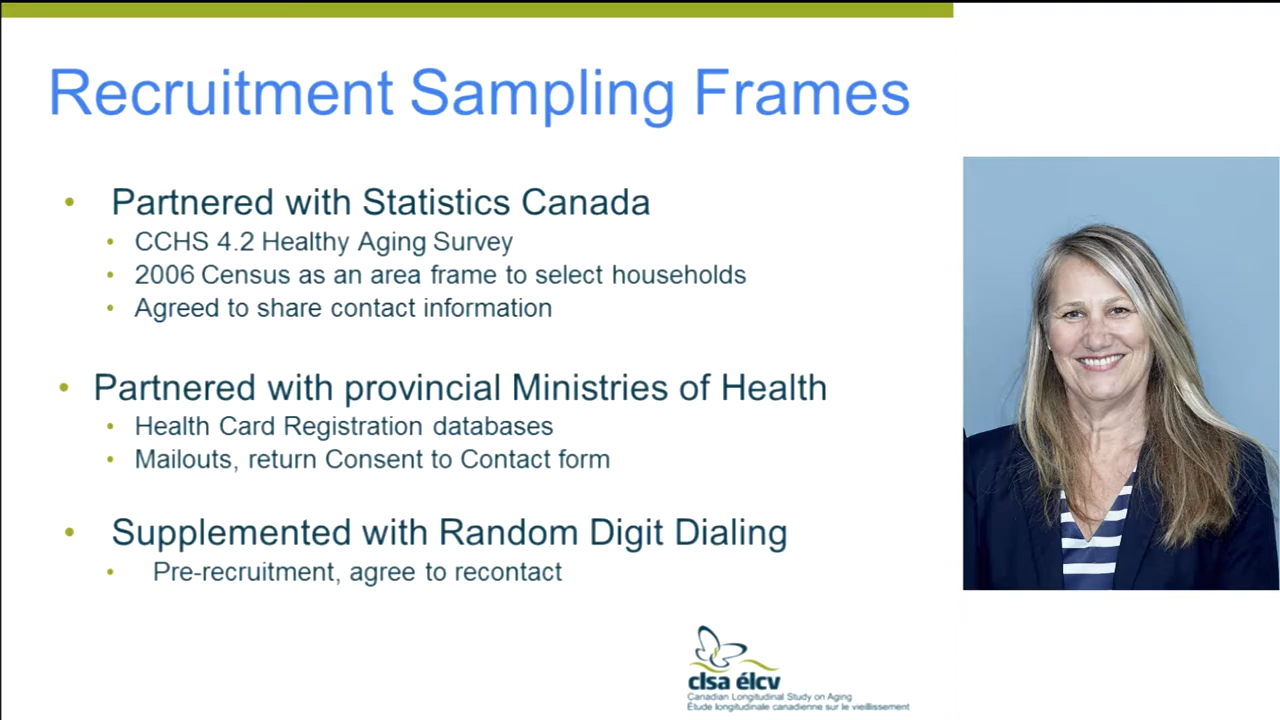 Recruitment Sampling Frames
• Partnered with Statistics Canada
• CCHS 4.2 Healthy Aging Survey
• 2006 Census as an area frame to select households
• Agreed to share contact information
• Partnered with provincial Ministries of Health
• Health Card Registration databases
• Mailouts, return Consent to Contact form
• Supplemented with Random Digit Dialing
• Pre-recruitment, agree to recontact
clsa élcv
Canadian Longitudinal Study on Aging
Étude longitudinale canadienne sur le vieillissement